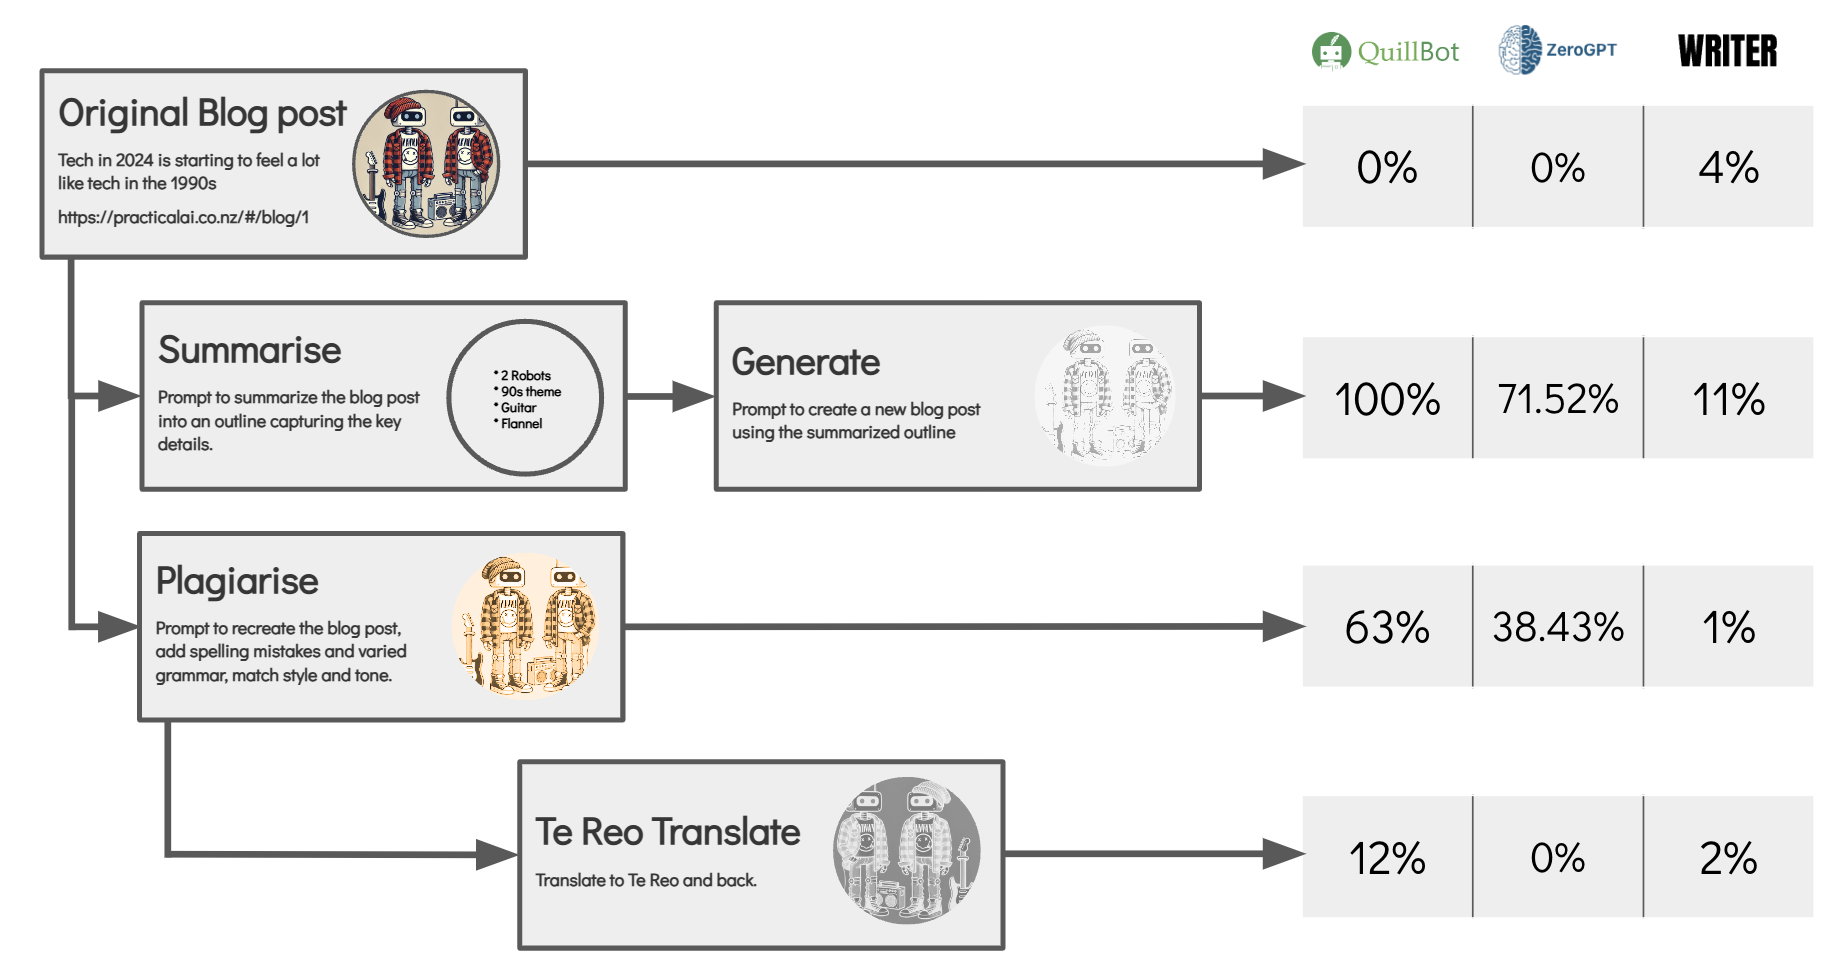 QuillBot
ZeroGPT
WRITER
Original Blog post
Tech in 2024 is starting to feel a lot
like tech in the 1990s
https://practicalai.co.nz/#/blog/1
0%
0%
4%
Summarise
Prompt to summarize the blog post
into an outline capturing the key
details.
* 2 Robots
* 90s theme
* Guitar
* Flannel
Generate
Prompt to create a new blog post
using the summarized outline
100%
71.52%
11%
Plagiarise
Prompt to recreate the blog post,
add spelling mistakes and varied
grammar, match style and tone.
63%
38.43%
1%
Te Reo Translate
Translate to Te Reo and back.
12%
0%
2%